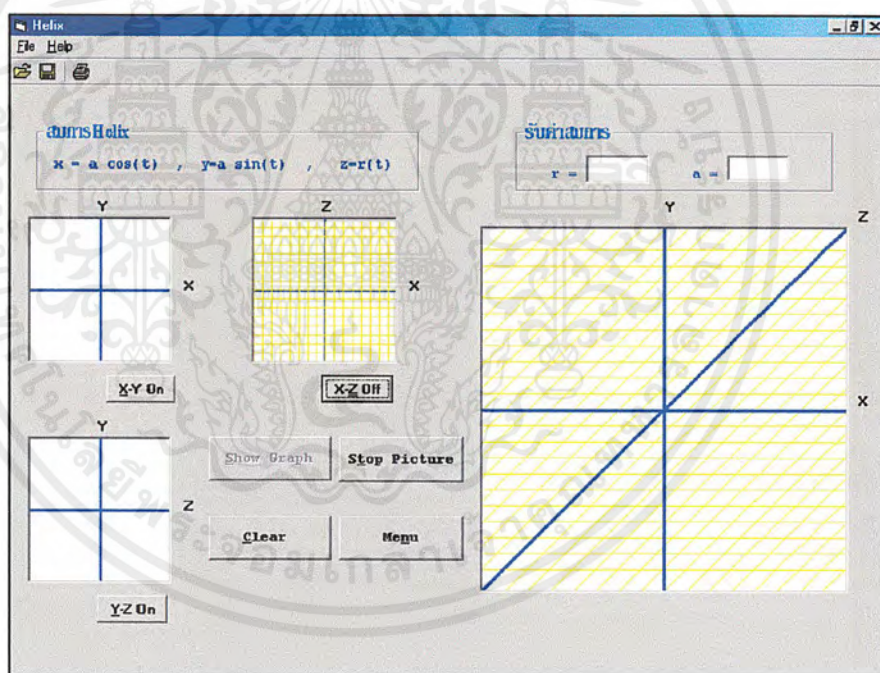 Helix
File Help
สมการ Helix
x = a cos(t) , y=a sin(t) , z=r(t)
รับค่าสมการ
r =
a =
Y
X
X-Y On
Z
X
X-Z Off
Y
Z
X
Y
Z
Y-Z On
Show Graph
Stop Picture
Clear
Menu